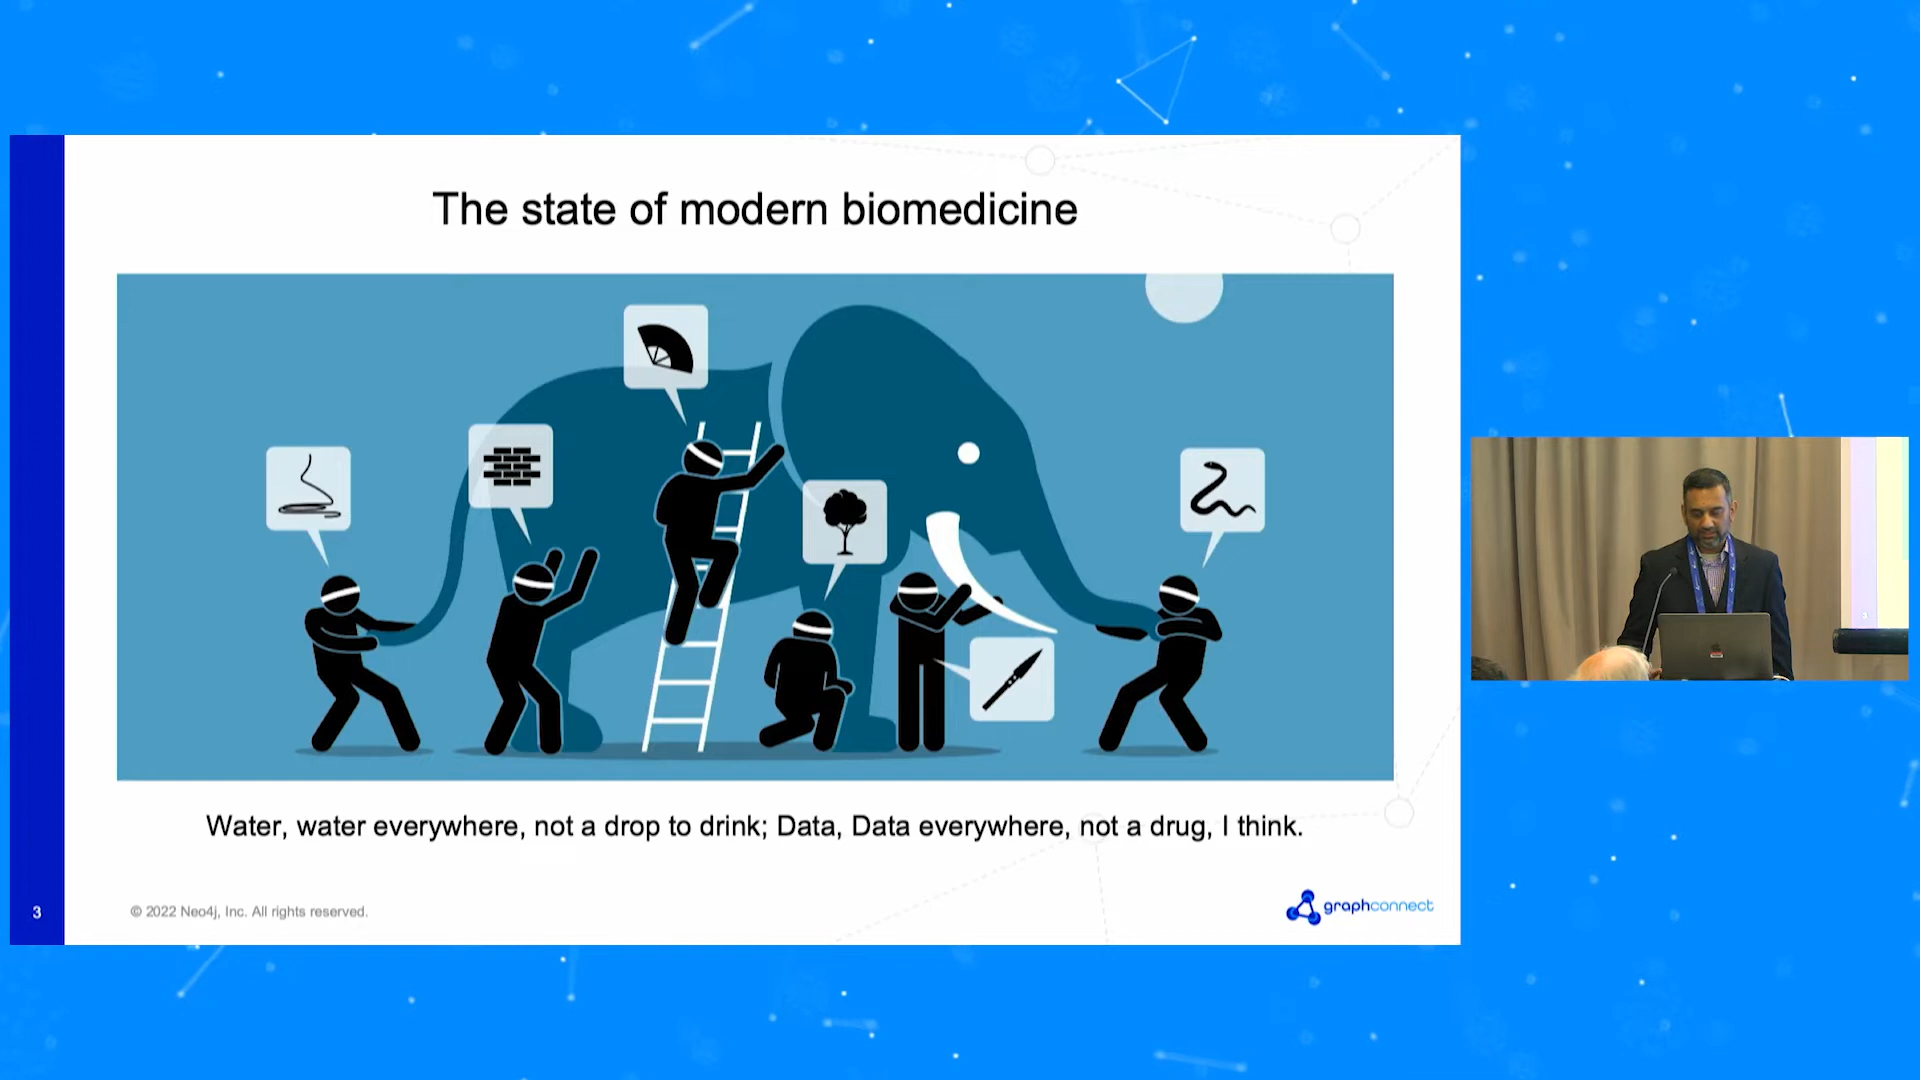 The state of modern biomedicine
Water, water everywhere, not a drop to drink; Data, Data everywhere, not a drug, I think.
3
© 2022 Neo4j, Inc. All rights reserved.
graphconnect